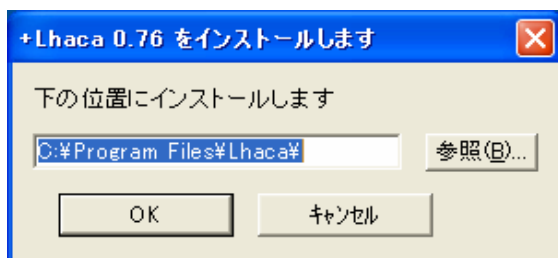 +Lhaca 0.76 をインストールします
下の位置にインストールします
C:¥Program Files¥Lhaca¥
参照(B)...
OK
ｷｬﾝｾﾙ